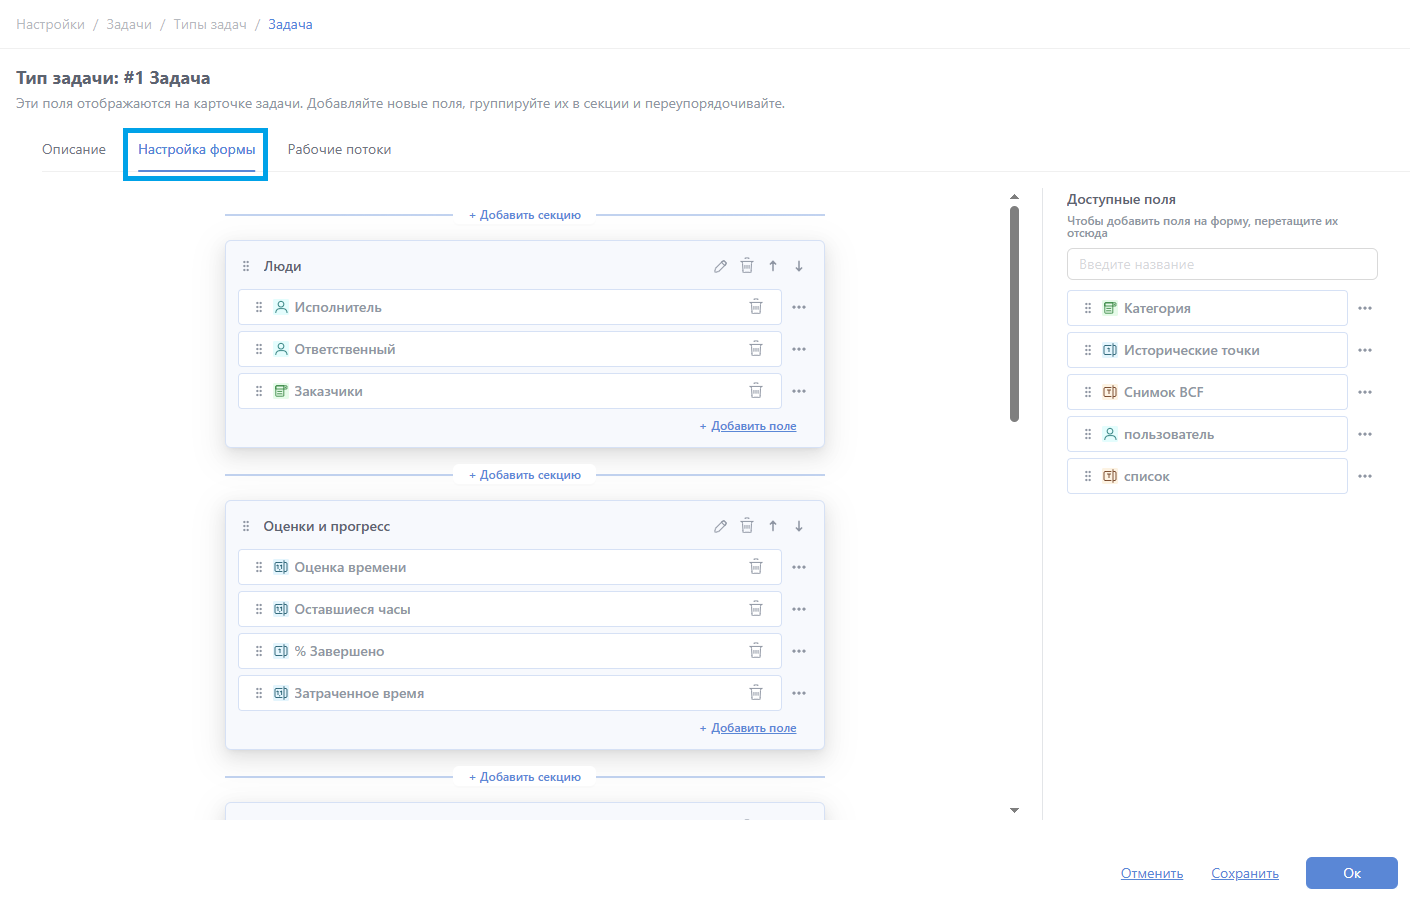 Настройки / Задачи / Типы задач / Задача
Тип задачи: #1 Задача
Эти поля отображаются на карточке задачи. Добавляйте новые поля, группируйте их в секции и переупорядочивайте.
Описание
Настройка формы
Рабочие потоки
+ Добавить секцию
Люди
Исполнитель
Ответственный
Заказчики
+ Добавить поле
+ Добавить секцию
Оценки и прогресс
Оценка времени
Оставшиеся часы
% Завершено
Затраченное время
+ Добавить поле
+ Добавить секцию
Доступные поля
Чтобы добавить поля на форму, перетащите их
отсюда
Введите название
Категория
Исторические точки
Снимок BCF
пользователь
список
Отменить
Сохранить
Ок